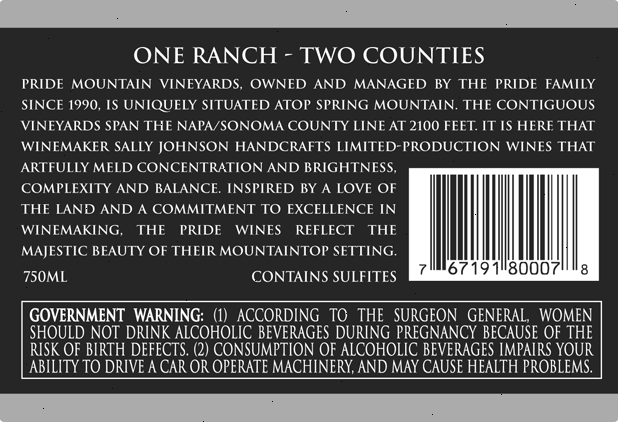 ONE RANCH - TWO COUNTIES
PRIDE MOUNTAIN VINEYARDS, OWNED AND MANAGED BY THE PRIDE FAMILY
SINCE 1990, IS UNIQUELY SITUATED ATOP SPRING MOUNTAIN. THE CONTIGUOUS
VINEYARDS SPAN THE NAPA/SONOMA COUNTY LINE AT 2100 FEET. IT IS HERE THAT
WINEMAKER SALLY JOHNSON HANDCRAFTS LIMITED-PRODUCTION WINES THAT
ARTFULLY MELD CONCENTRATION AND BRIGHTNESS,
COMPLEXITY AND BALANCE. INSPIRED BY A LOVE OF
THE LAND AND A COMMITMENT TO EXCELLENCE IN
WINEMAKING, THE PRIDE WINES REFLECT THE
MAJESTIC BEAUTY OF THEIR MOUNTAINTOP SETTING.
750ML CONTAINS SULFITES
7 67191 80007 8
GOVERNMENT WARNING: (1) ACCORDING TO THE SURGEON GENERAL, WOMEN
SHOULD NOT DRINK ALCOHOLIC BEVERAGES DURING PREGNANCY BECAUSE OF THE
RISK OF BIRTH DEFECTS. (2) CONSUMPTION OF ALCOHOLIC BEVERAGES IMPAIRS YOUR
ABILITY TO DRIVE A CAR OR OPERATE MACHINERY, AND MAY CAUSE HEALTH PROBLEMS.